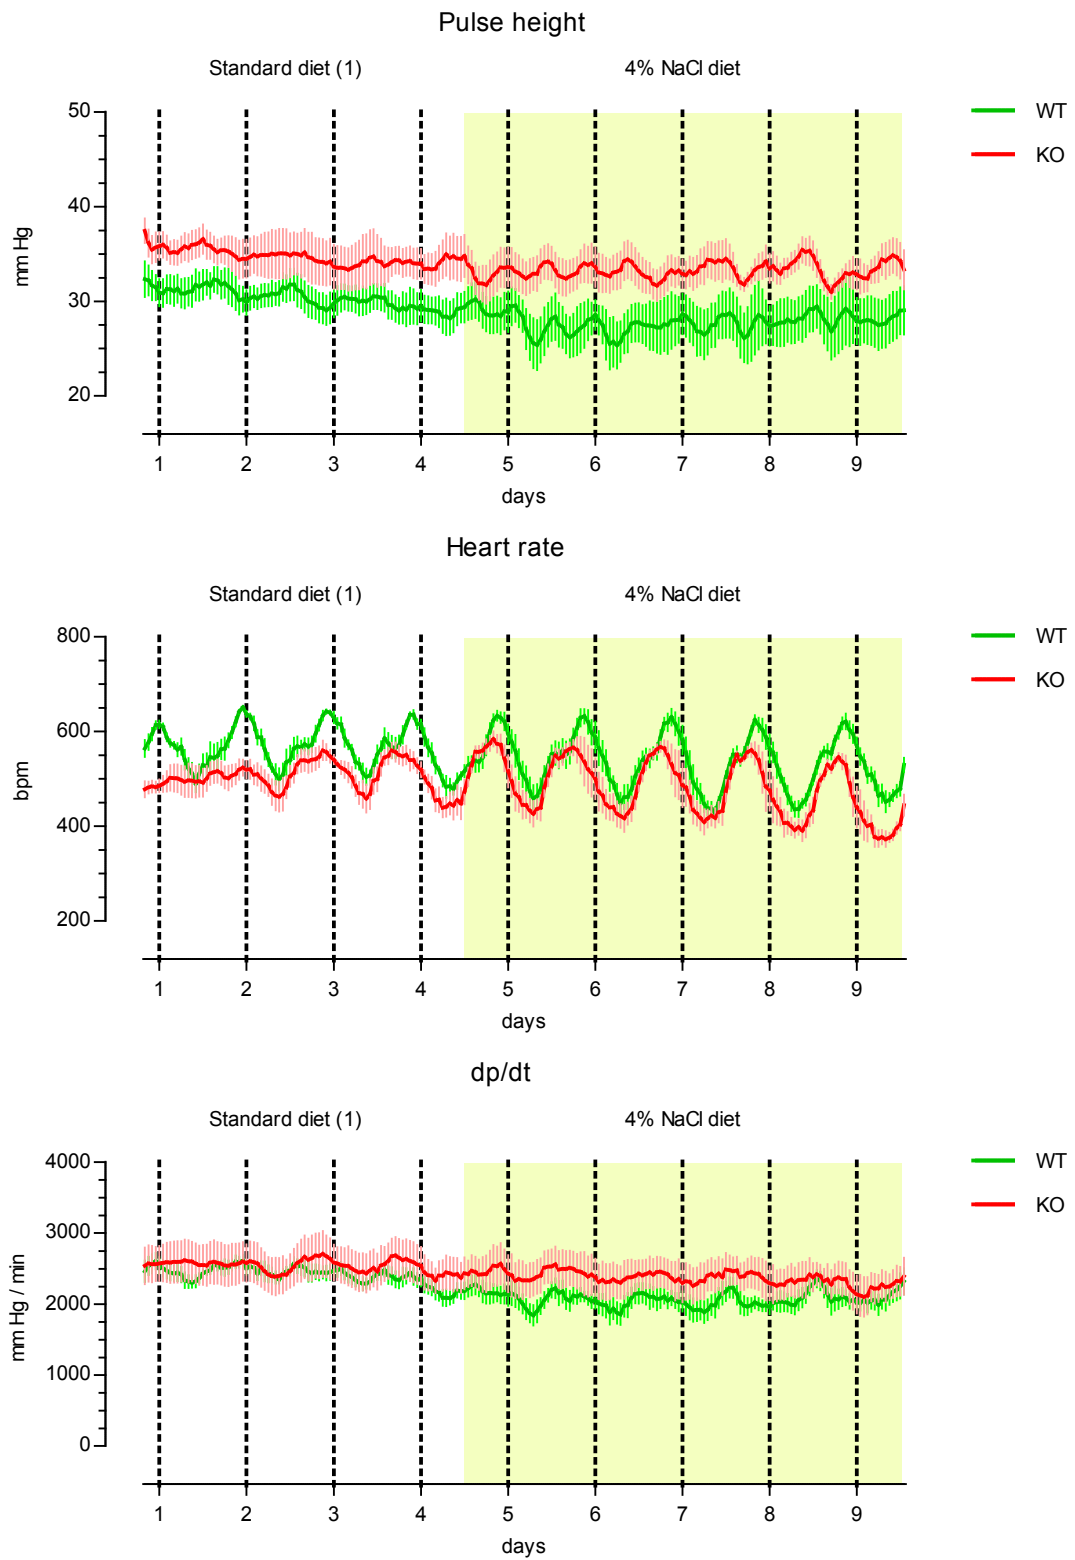 Pulse height
Standard diet (1) 4% NaCl diet
WT
KO
mm Hg
50
40
30
20
1 2 3 4 5 6 7 8 9
days
Heart rate
Standard diet (1) 4% NaCl diet
WT
KO
bpm
800
600
400
200
1 2 3 4 5 6 7 8 9
days
dp/dt
Standard diet (1) 4% NaCl diet
WT
KO
mm Hg / min
4000
3000
2000
1000
0
1 2 3 4 5 6 7 8 9
days